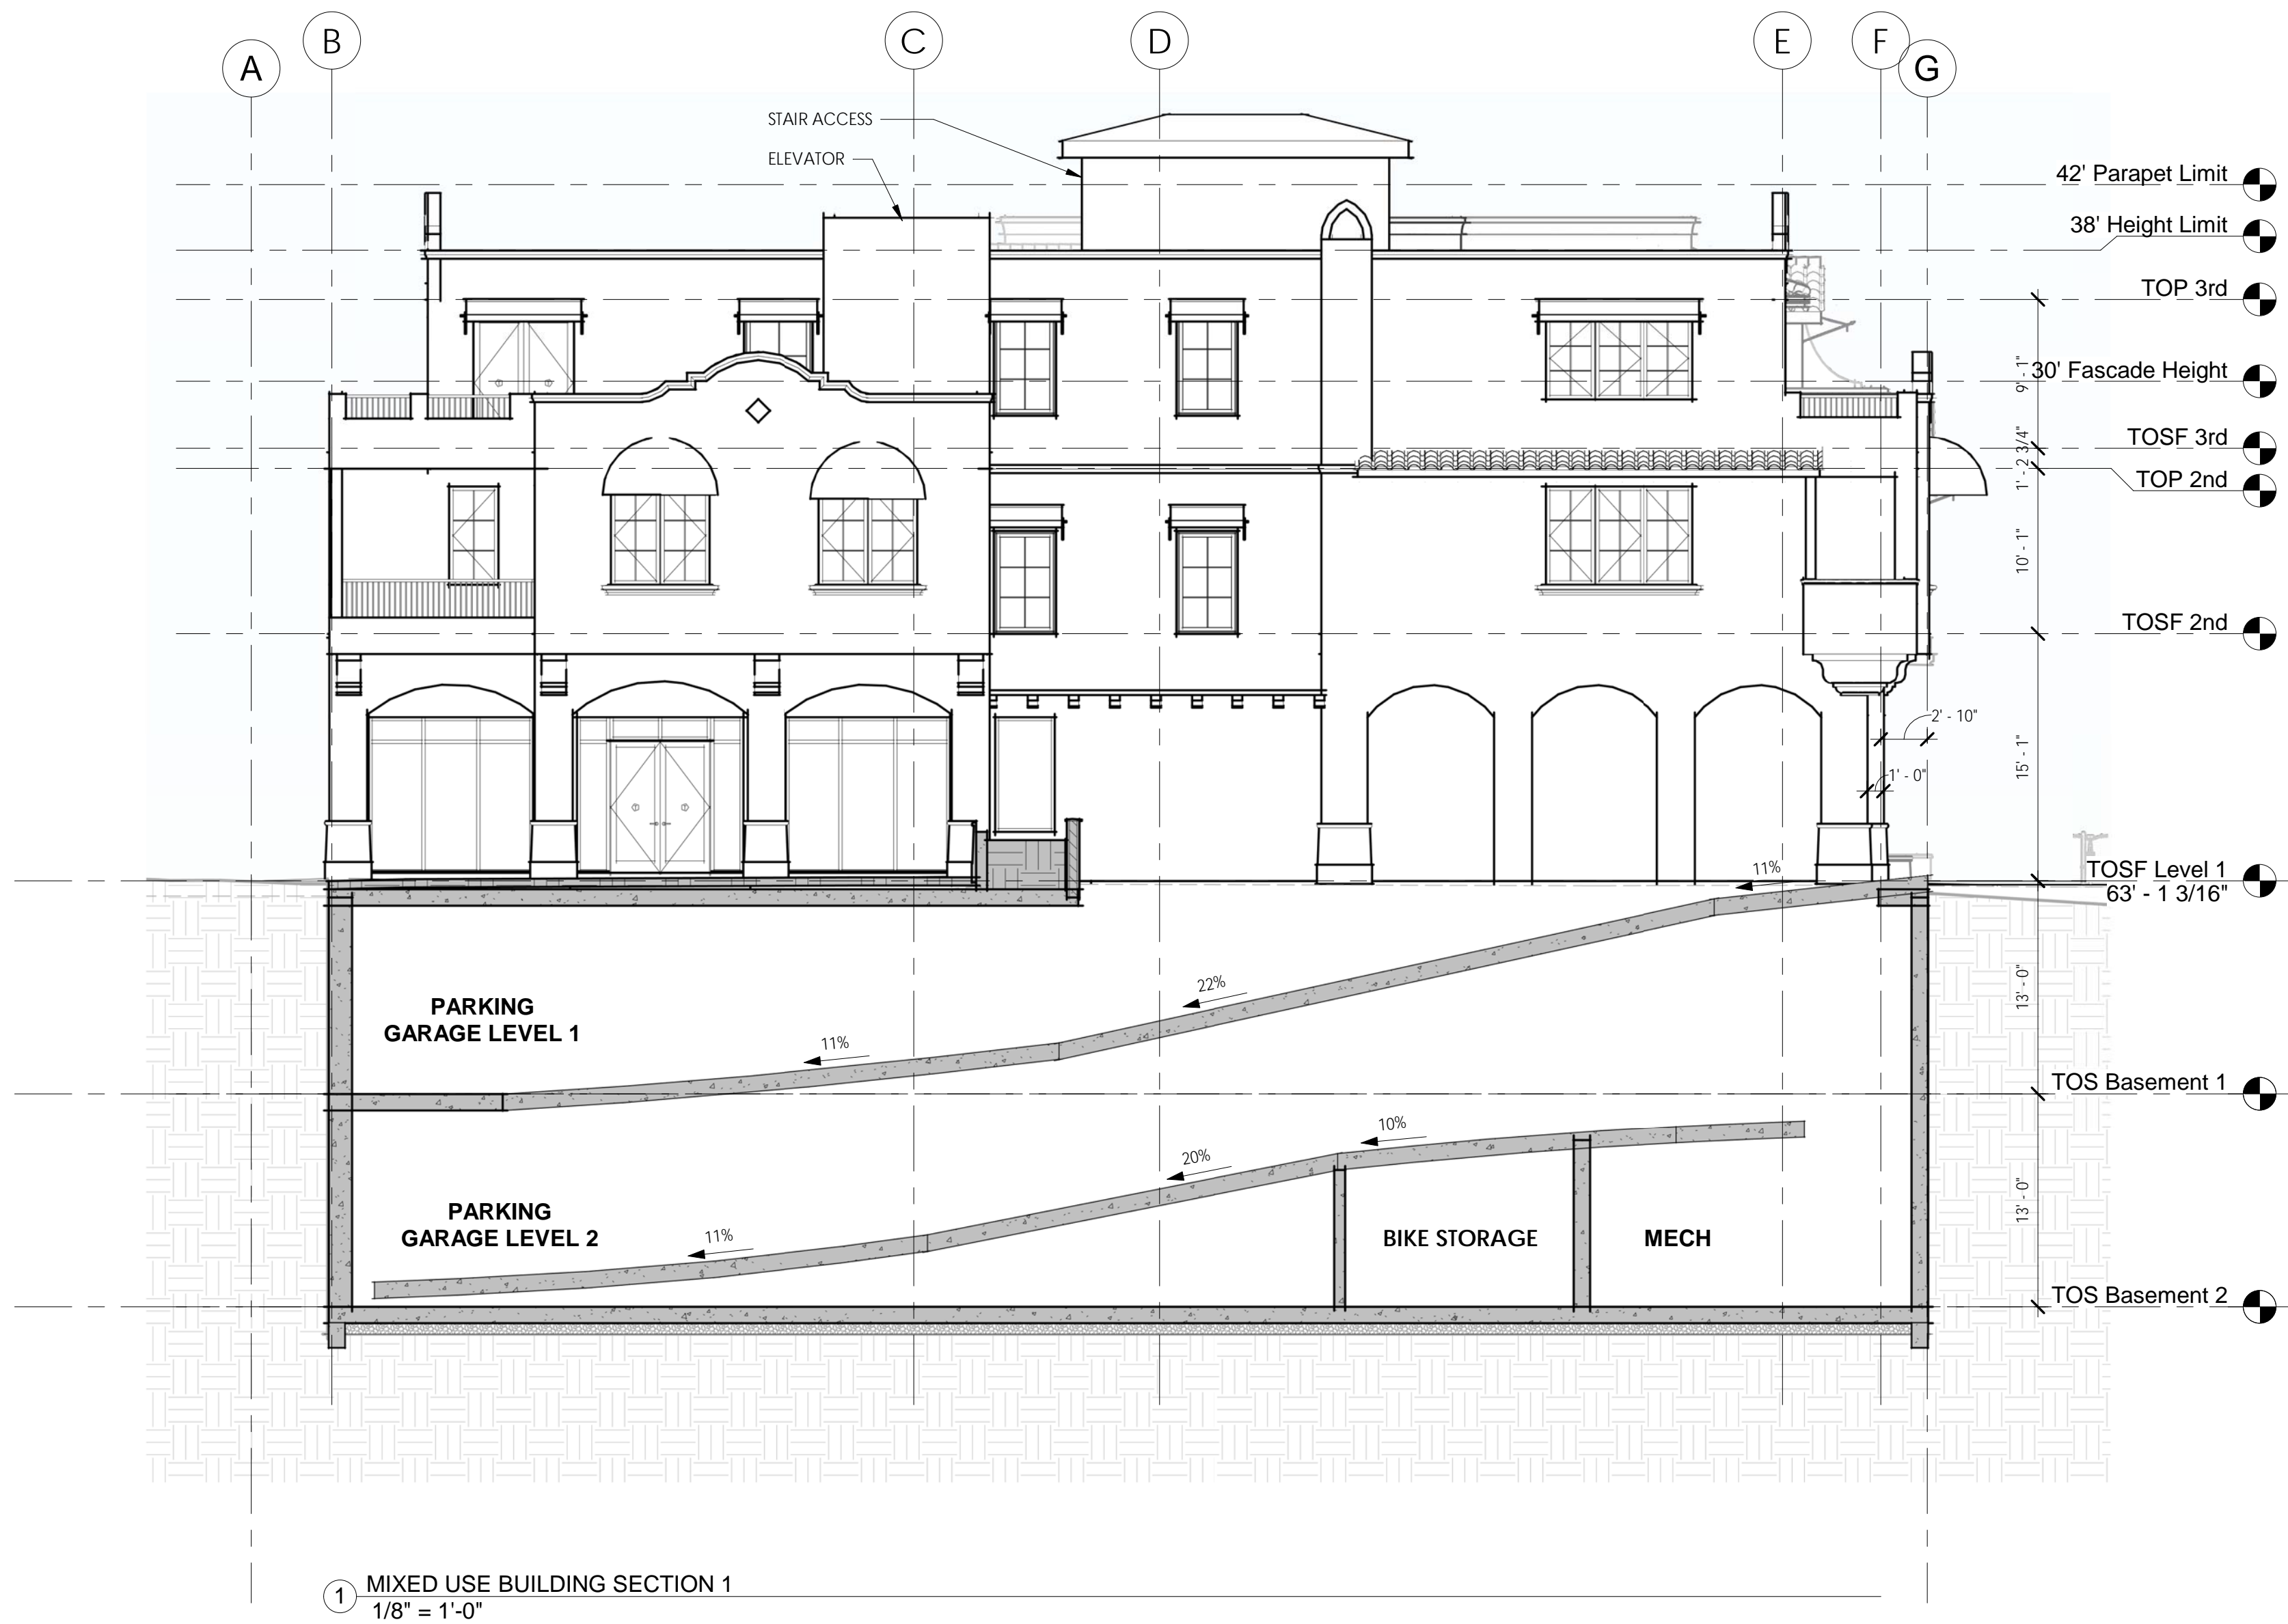 A
B
C
D
E
F
G
STAIR ACCESS
ELEVATOR
42' Parapet Limit
38' Height Limit
TOP 3rd
9' - 1"
30' Fascade Height
TOSF 3rd
1' - 2 3/4"
TOP 2nd
10' - 1"
TOSF 2nd
2' - 10"
15' - 1"
1' - 0"
11%
TOSF Level 1
63' - 1 3/16"
22%
13' - 0"
PARKING
GARAGE LEVEL 1
11%
TOS Basement 1
10%
20%
13' - 0"
PARKING
GARAGE LEVEL 2
11%
BIKE STORAGE
MECH
TOS Basement 2
1
MIXED USE BUILDING SECTION 1
1/8" = 1'-0"